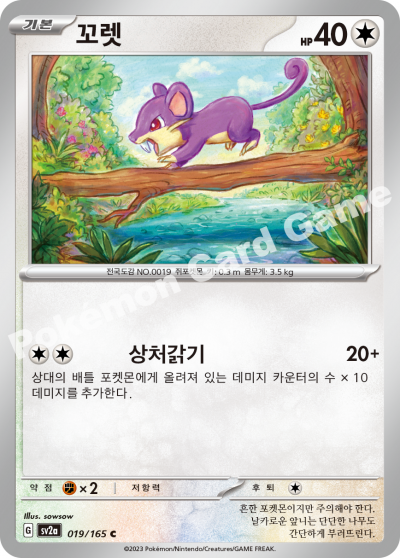 기본 꼬렛 HP 40
전국도감 NO.0019 쥐포켓몬 키: 0.3 m 몸무게: 3.5 kg
상처갉기 20+
상대의 배틀 포켓몬에게 올려져 있는 데미지 카운터의 수 × 10
데미지를 추가한다.
약점 ×2 저항력 후퇴
Illus. sowsow
G sv2a 019/165 C
흔한 포켓몬이지만 주의해야 한다.
날카로운 앞니는 단단한 나무도
간단하게 부러뜨린다.
©2023 Pokémon/Nintendo/Creatures/GAME FREAK.
Pokémon Card Game